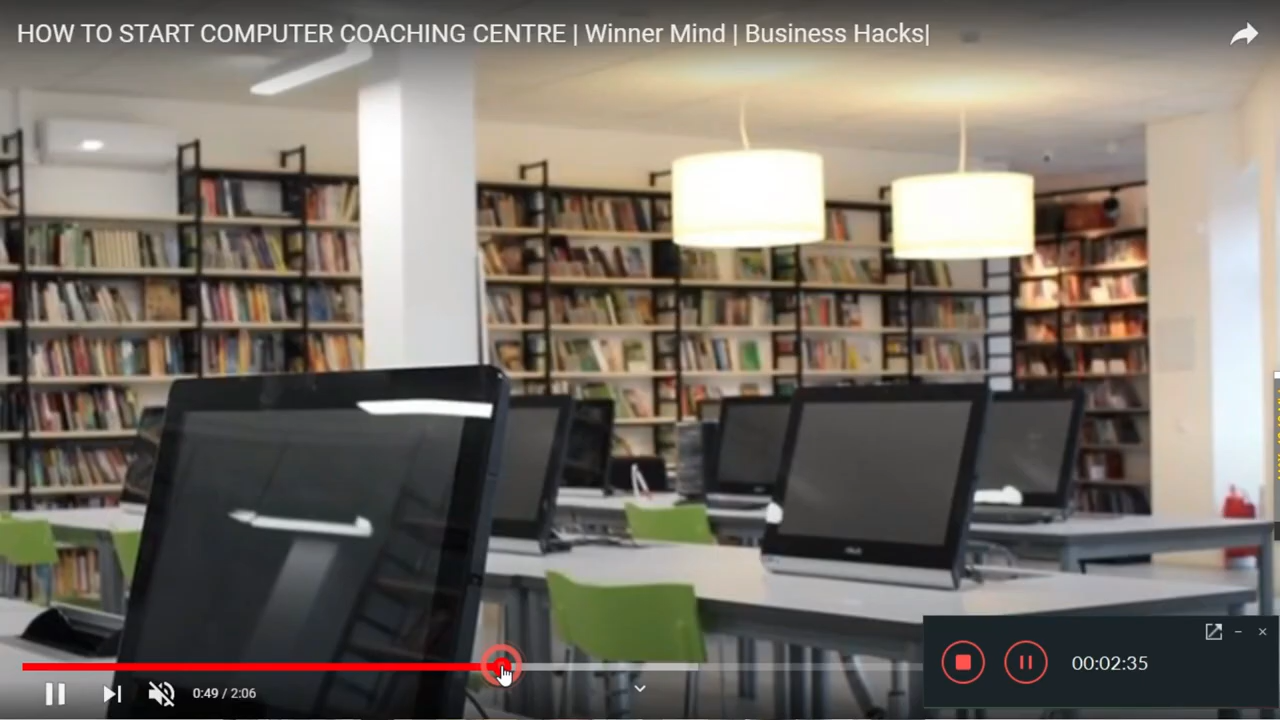 HOW TO START COMPUTER COACHING CENTRE | Winner Mind | Business Hacks|
0:49 / 2:06
00:02:35